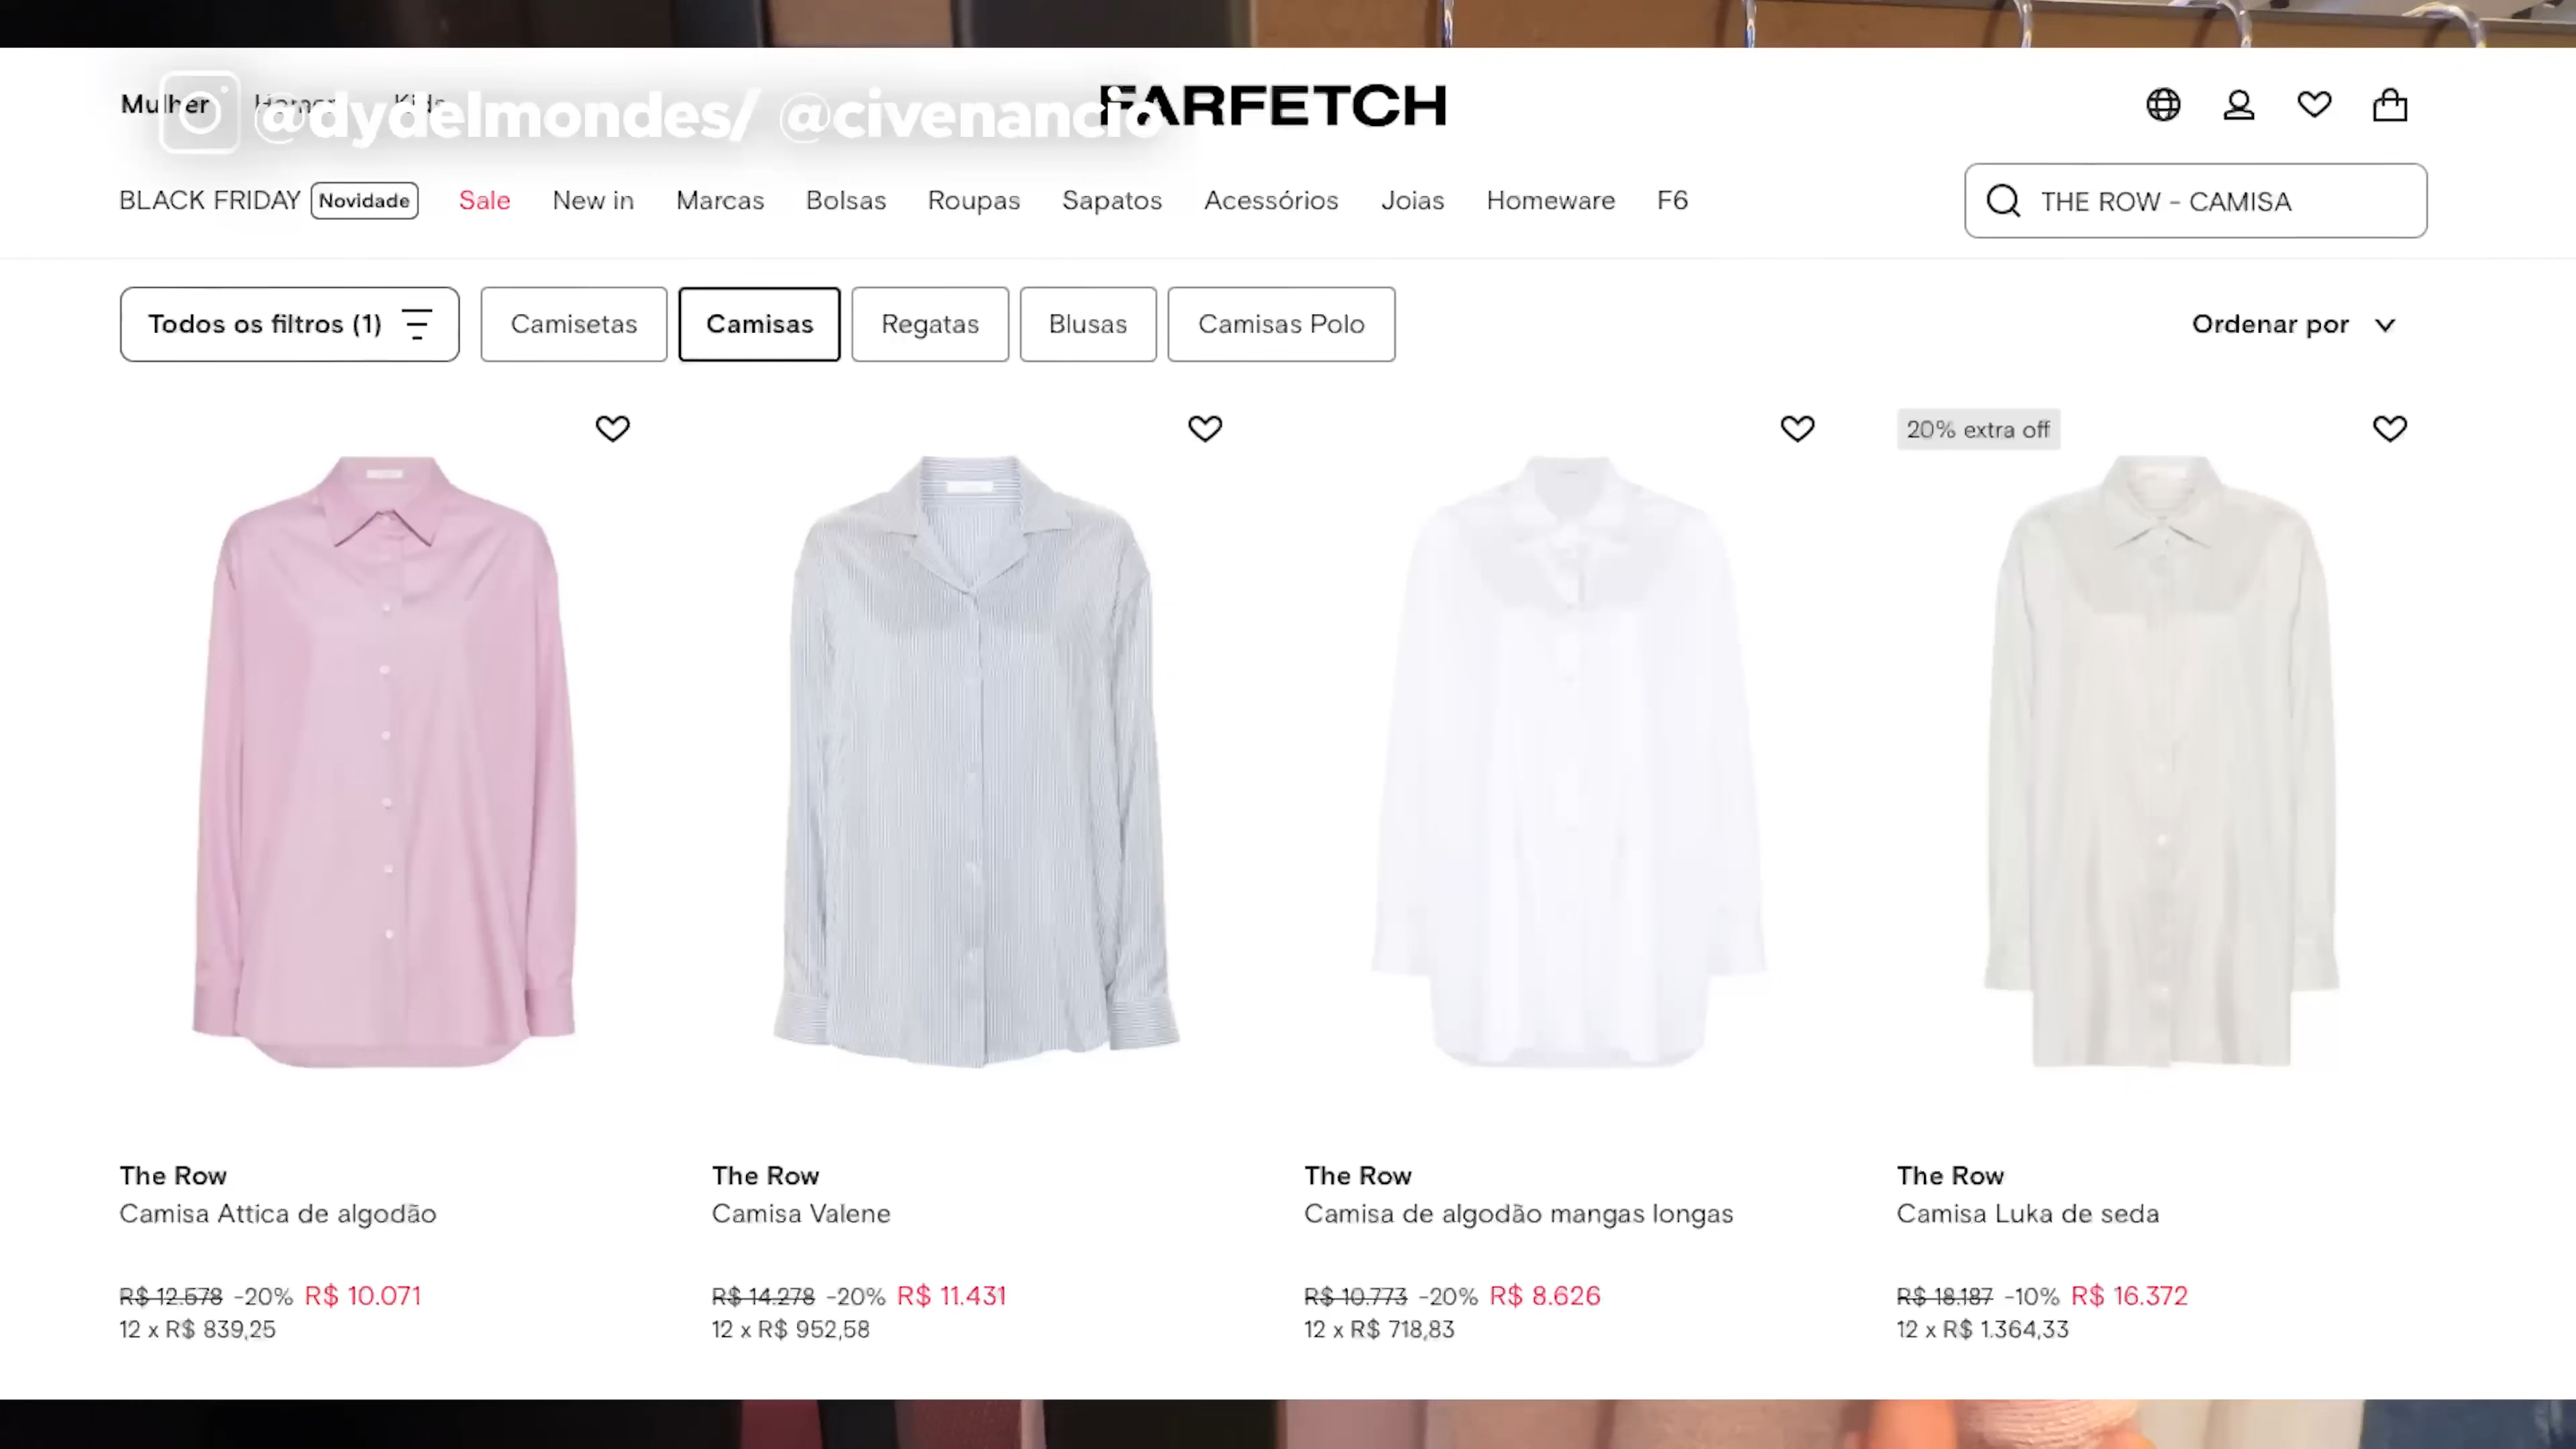 Mulher Homem Kids
@dydelmondes/ @civenancio
FARFETCH
BLACK FRIDAY Novidade Sale New in Marcas Bolsas Roupas Sapatos Acessórios Joias Homeware F6
THE ROW - CAMISA
Todos os filtros (1) Camisetas Camisas Regatas Blusas Camisas Polo Ordenar por
20% extra off
The Row
Camisa Attica de algodão
R$ 12.578 -20% R$ 10.071
12 x R$ 839,25
The Row
Camisa Valene
R$ 14.278 -20% R$ 11.431
12 x R$ 952,58
The Row
Camisa de algodão mangas longas
R$ 10.773 -20% R$ 8.626
12 x R$ 718,83
The Row
Camisa Luka de seda
R$ 18.187 -10% R$ 16.372
12 x R$ 1.364,33